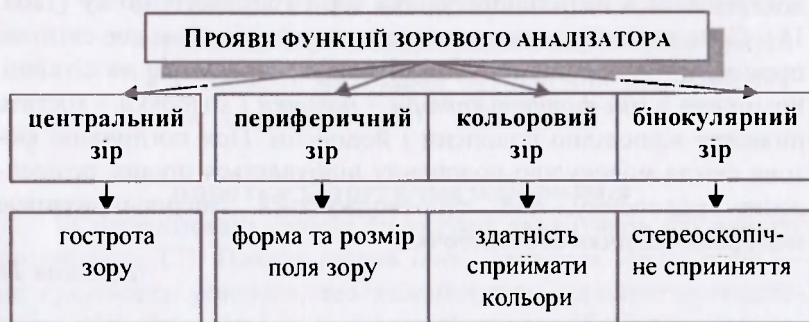 ПРОЯВИ ФУНКЦІЙ ЗОРОВОГО АНАЛІЗАТОРА
центральний
зір
периферичний
зір
кольоровий
зір
бінокулярний
зір
гострота
зору
форма та розмір
поля зору
здатність
сприймати
кольори
стереоскопіч-
не сприйняття